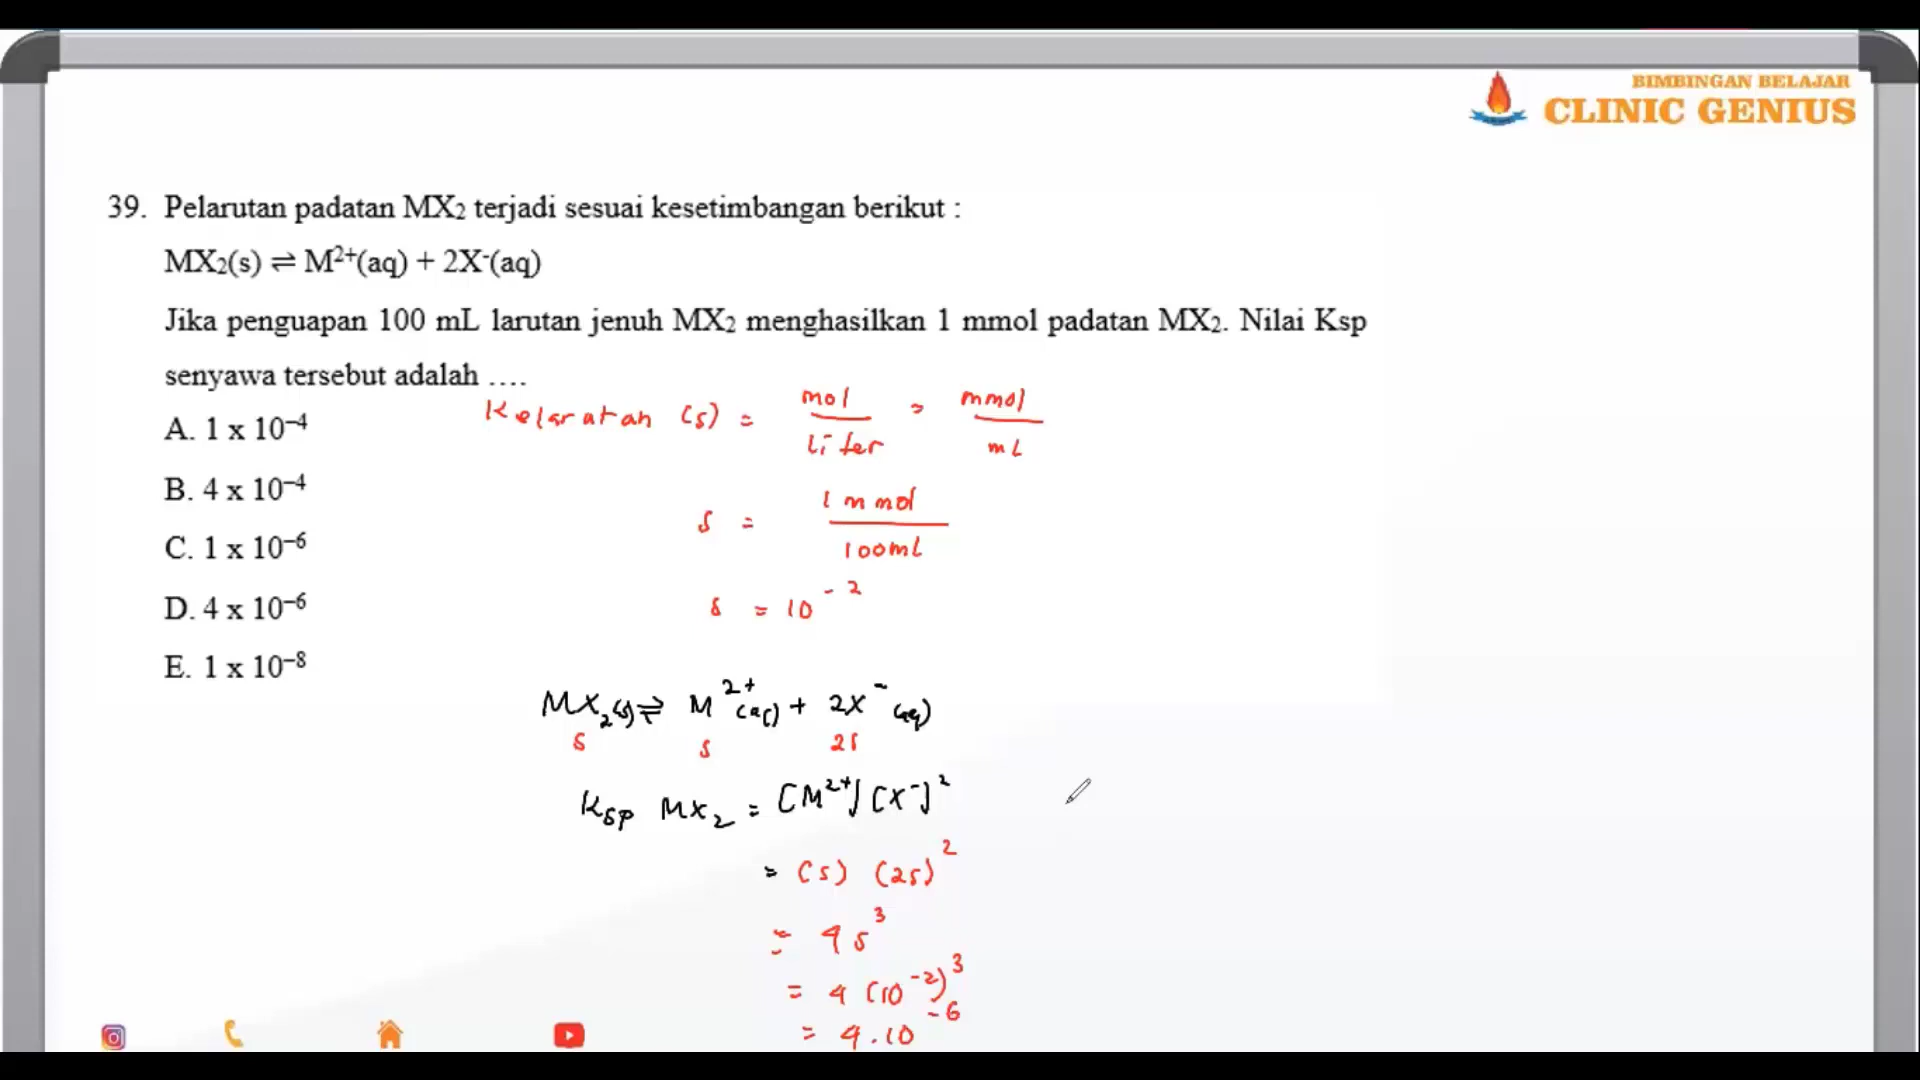 BIMBINGAN BELAJAR
CLINIC GENIUS
39. Pelarutan padatan MX₂ terjadi sesuai kesetimbangan berikut :
MX₂(s) ⇌ M²⁺(aq) + 2X⁻(aq)
Jika penguapan 100 mL larutan jenuh MX₂ menghasilkan 1 mmol padatan MX₂. Nilai Ksp
senyawa tersebut adalah ....
A. 1 x 10⁻⁴
B. 4 x 10⁻⁴
C. 1 x 10⁻⁶
D. 4 x 10⁻⁶
E. 1 x 10⁻⁸
Kelarutan (s) = mol / liter = mmol / mL
s = 1 mmol / 100 mL
s = 10⁻²
MX₂(s) ⇌ M²⁺(aq) + 2X⁻(aq)
s s 2s
Ksp MX₂ = [M²⁺] [X⁻]²
= (s) (2s)²
= 4s³
= 4 (10⁻²)³
= 4.10⁻⁶